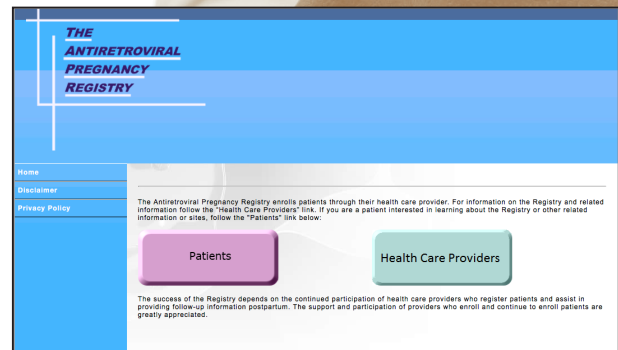 THE
ANTIRETROVIRAL
PREGNANCY
REGISTRY
Home
Disclaimer
Privacy Policy
The Antiretroviral Pregnancy Registry enrolls patients through their health care provider. For information on the Registry and related
information follow the "Health Care Providers" link. If you are a patient interested in learning about the Registry or other related
information or sites, follow the "Patients" link below:
Patients
Health Care Providers
The success of the Registry depends on the continued participation of health care providers who register patients and assist in
providing follow-up information postpartum. The support and participation of providers who enroll and continue to enroll patients are
greatly appreciated.